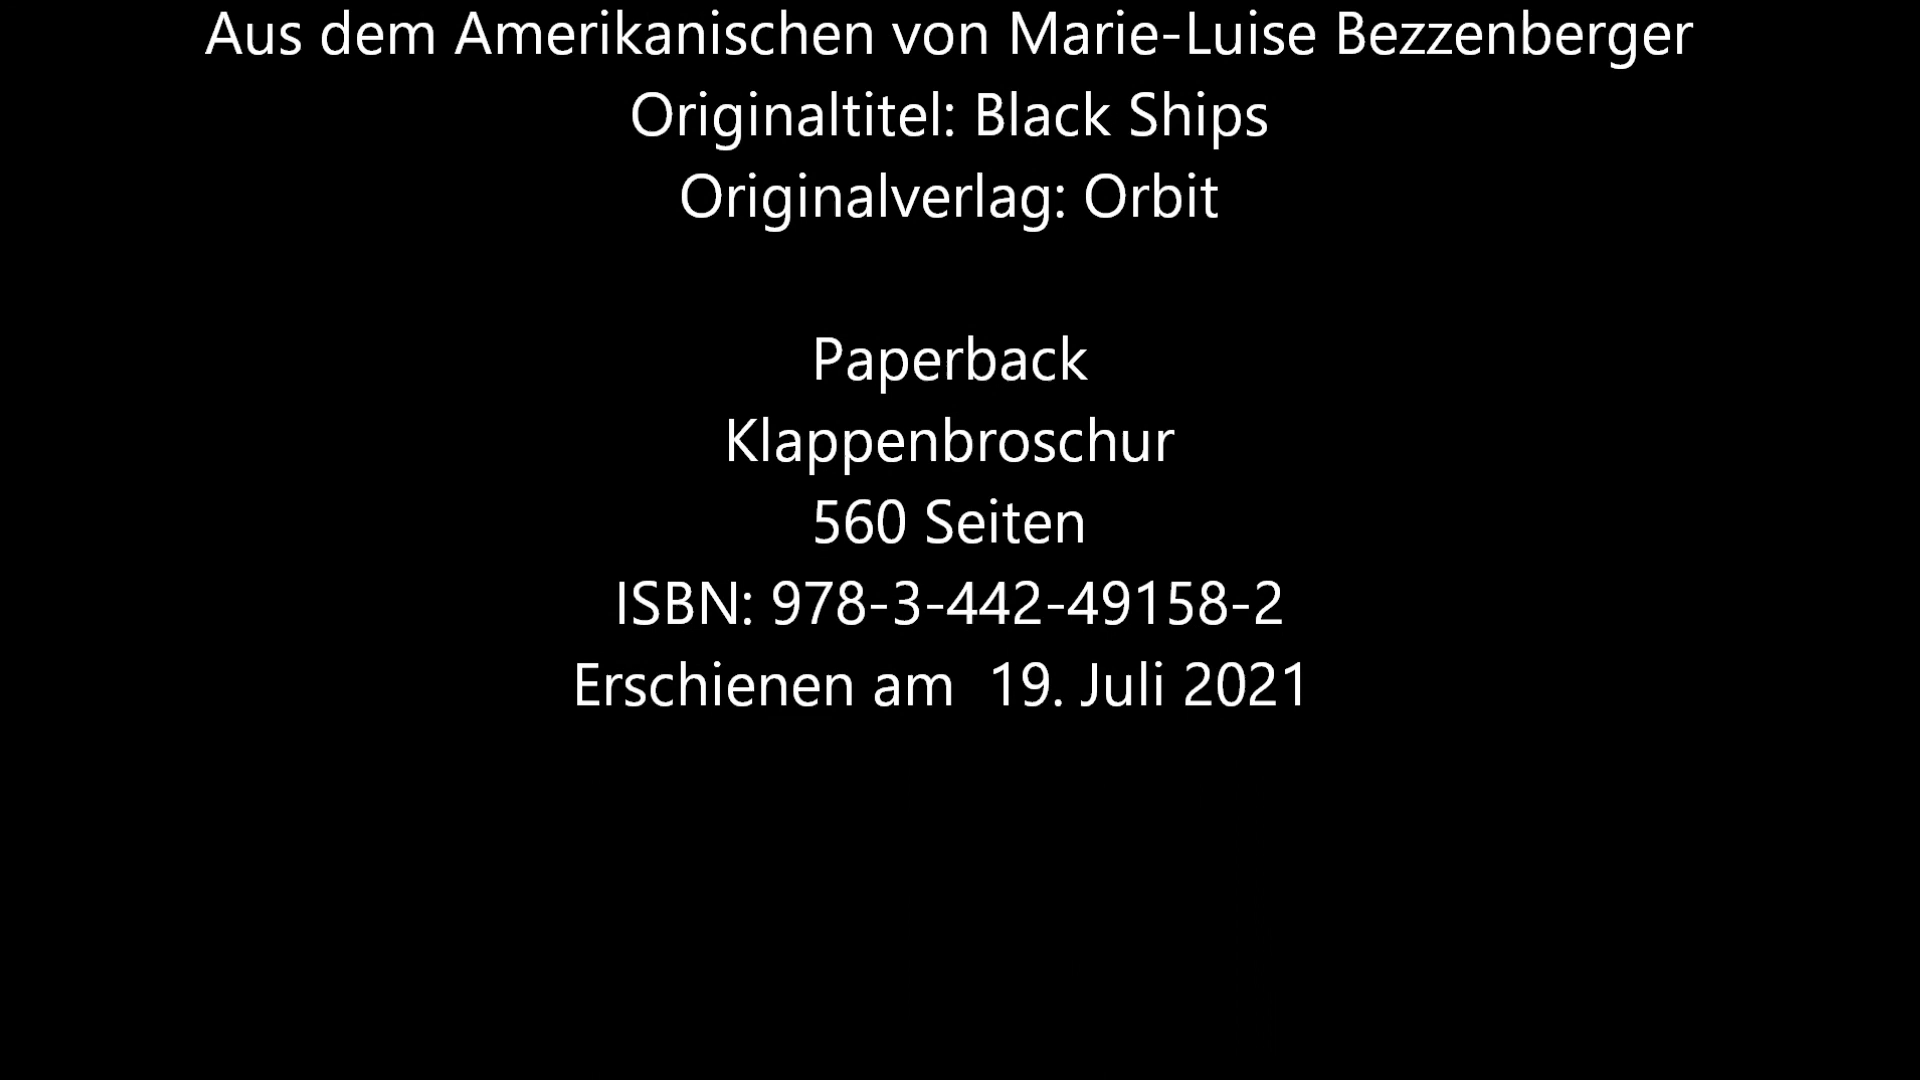 Aus dem Amerikanischen von Marie-Luise Bezzenberger
Originaltitel: Black Ships
Originalverlag: Orbit
Paperback
Klappenbroschur
560 Seiten
ISBN: 978-3-442-49158-2
Erschienen am  19. Juli 2021